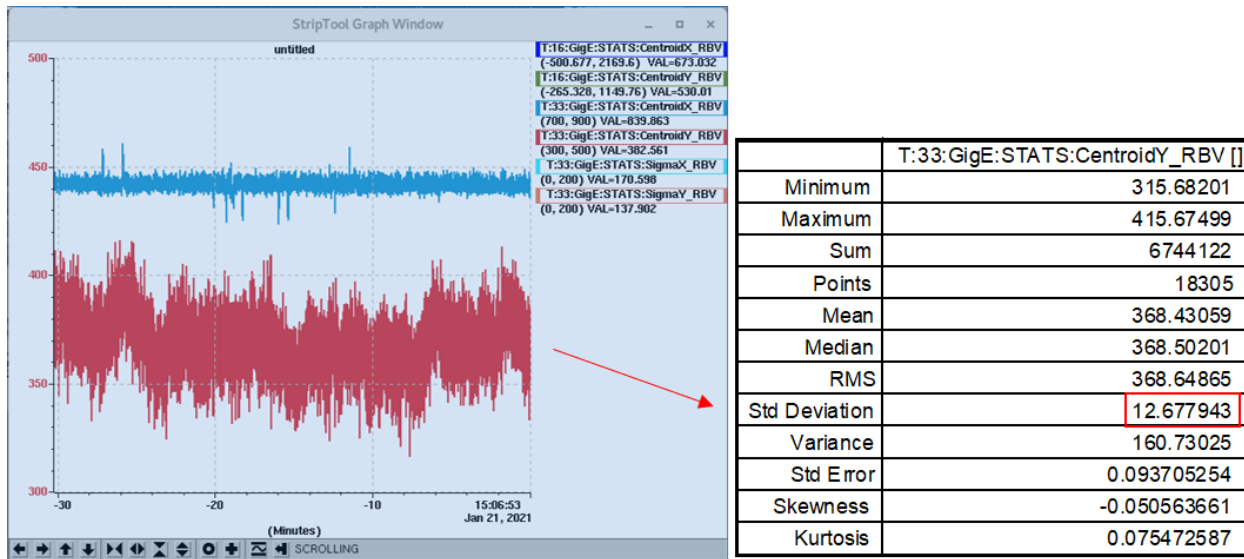 StripTool Graph Window
untitled
500
450
400
350
300
-30
-20
-10
15:06:53
Jan 21, 2021
(Minutes)
SCROLLING
T:16:GigE:STATS:CentroidX_RBV
(-500.677, 2169.6) VAL=673.032
T:16:GigE:STATS:CentroidY_RBV
(-265.328, 1149.76) VAL=530.01
T:33:GigE:STATS:CentroidX_RBV
(700, 900) VAL=839.863
T:33:GigE:STATS:CentroidY_RBV
(300, 500) VAL=382.561
T:33:GigE:STATS:SigmaX_RBV
(0, 200) VAL=170.598
T:33:GigE:STATS:SigmaY_RBV
(0, 200) VAL=137.902
T:33:GigE:STATS:CentroidY_RBV []
Minimum 315.68201
Maximum 415.67499
Sum 6744122
Points 18305
Mean 368.43059
Median 368.50201
RMS 368.64865
Std Deviation 12.677943
Variance 160.73025
Std Error 0.093705254
Skewness -0.050563661
Kurtosis 0.075472587